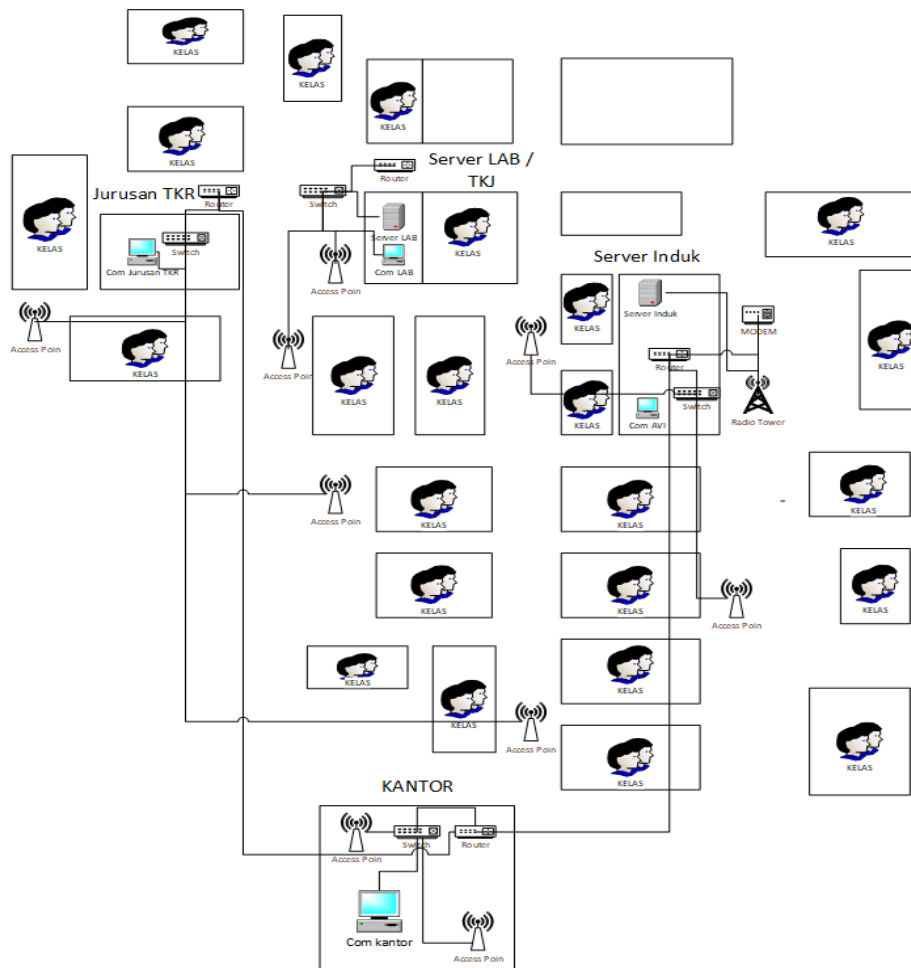 KELAS
KELAS
KELAS
KELAS
Server LAB /
TKJ
Router
Jurusan TKR
Router
Switch
KELAS
Switch
Com Jurusan TKR
Server LAB
Com LAB
KELAS
KELAS
Access Poin
Server Induk
KELAS
Server Induk
MODEM
Access Poin
KELAS
Access Poin
Access Poin
Router
KELAS
KELAS
KELAS
KELAS
Switch
Com AVI
Radio Tower
Access Poin
KELAS
KELAS
-
KELAS
KELAS
KELAS
Access Poin
KELAS
KELAS
KELAS
KELAS
Access Poin
KELAS
KELAS
KANTOR
Switch
Router
Access Poin
Com kantor
Access Poin